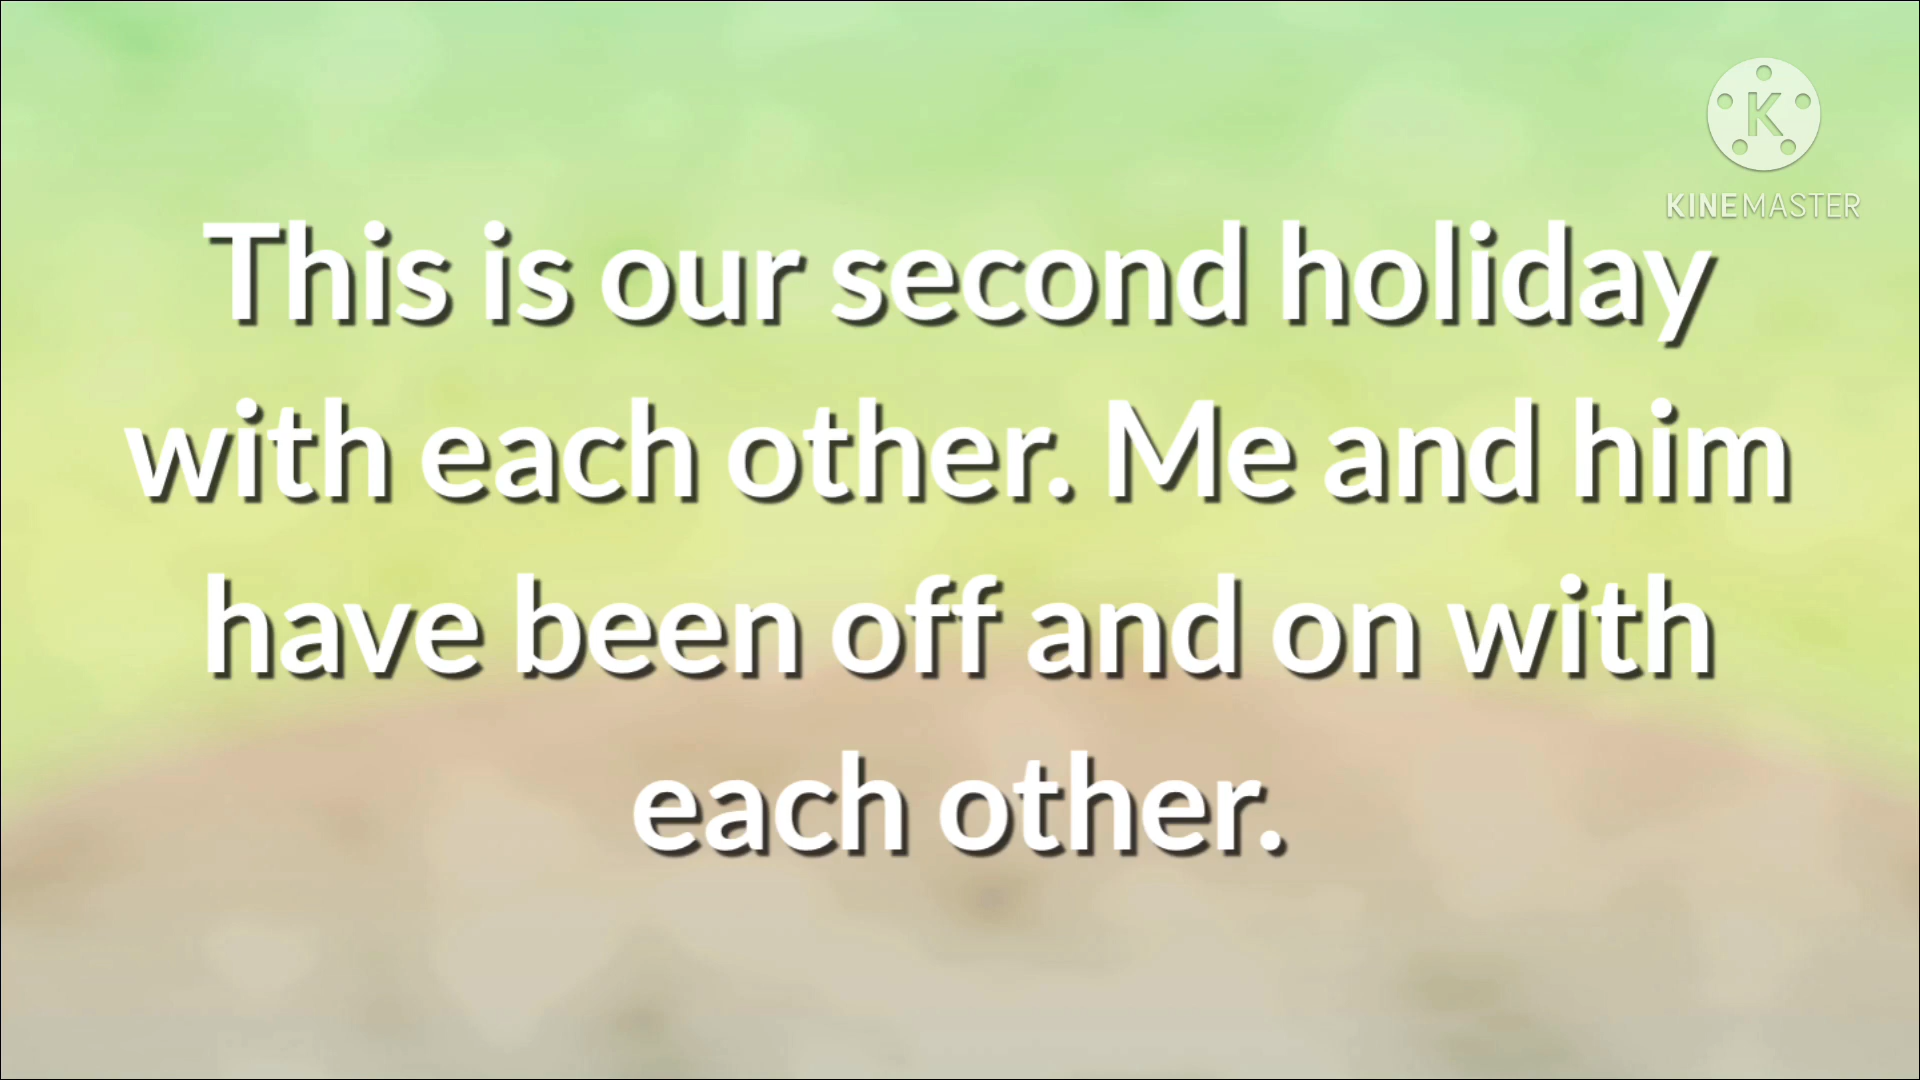 K
KINEMASTER
This is our second holiday
with each other. Me and him
have been off and on with
each other.